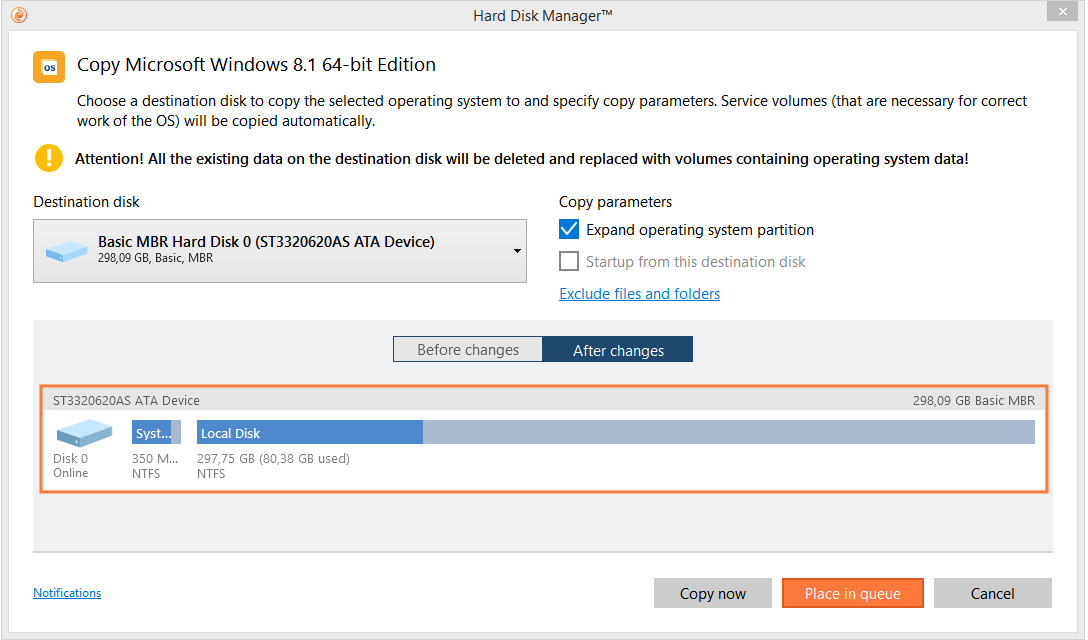 Hard Disk Manager™
os
Copy Microsoft Windows 8.1 64-bit Edition
Choose a destination disk to copy the selected operating system to and specify copy parameters. Service volumes (that are necessary for correct
work of the OS) will be copied automatically.
Attention! All the existing data on the destination disk will be deleted and replaced with volumes containing operating system data!
Destination disk
Basic MBR Hard Disk 0 (ST3320620AS ATA Device)
298,09 GB, Basic, MBR
Copy parameters
Expand operating system partition
Startup from this destination disk
Exclude files and folders
Before changes
After changes
ST3320620AS ATA Device
298,09 GB Basic MBR
Disk 0
Online
Syst...
350 M...
NTFS
Local Disk
297,75 GB (80,38 GB used)
NTFS
Notifications
Copy now
Place in queue
Cancel